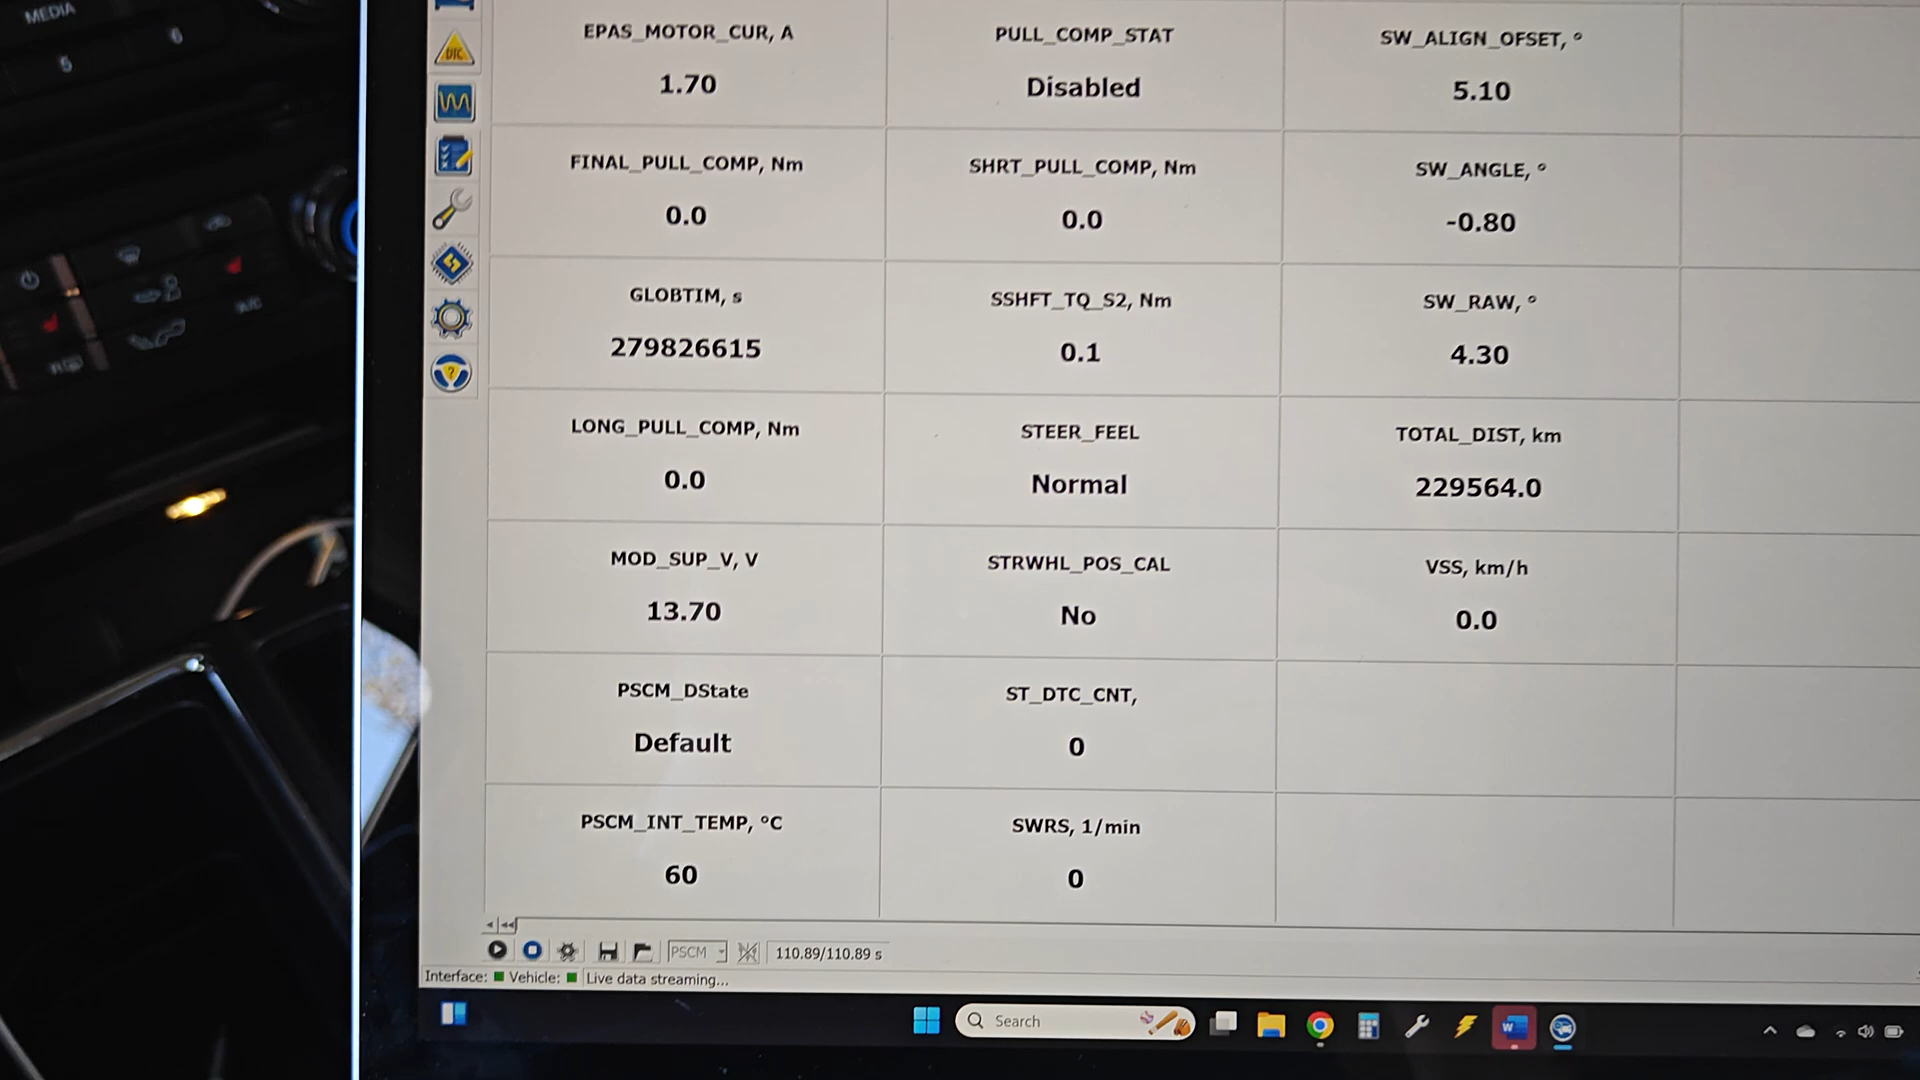 MEDIA
5
6
A/C
DTC
EPAS_MOTOR_CUR, A
1.70
PULL_COMP_STAT
Disabled
SW_ALIGN_OFSET, °
5.10
FINAL_PULL_COMP, Nm
0.0
SHRT_PULL_COMP, Nm
0.0
SW_ANGLE, °
-0.80
GLOBTIM, s
279826615
SSHFT_TQ_S2, Nm
0.1
SW_RAW, °
4.30
LONG_PULL_COMP, Nm
0.0
STEER_FEEL
Normal
TOTAL_DIST, km
229564.0
MOD_SUP_V, V
13.70
STRWHL_POS_CAL
No
VSS, km/h
0.0
PSCM_DState
Default
ST_DTC_CNT,
0
PSCM_INT_TEMP, °C
60
SWRS, 1/min
0
PSCM
110.89/110.89 s
Interface: Vehicle: Live data streaming...
Search
W